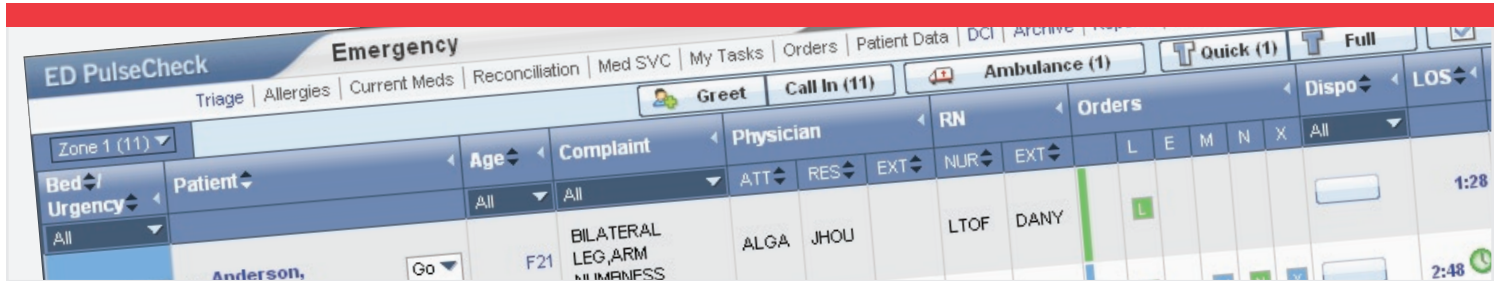 ED PulseCheck
Emergency
Triage | Allergies | Current Meds | Reconciliation | Med SVC | My Tasks | Orders | Patient Data | DCI | Archive
Greet
Call In (11)
Ambulance (1)
Quick (1)
Full
Zone 1 (11)
Bed/
Urgency
Patient
Age
Complaint
Physician
RN
Orders
Dispo
LOS
All
All
All
ATT
RES
EXT
NUR
EXT
L
E
M
N
X
All
Anderson,
Go
F21
BILATERAL
LEG,ARM
NUMBNESS
ALGA
JHOU
LTOF
DANY
L
1:28
X
2:48